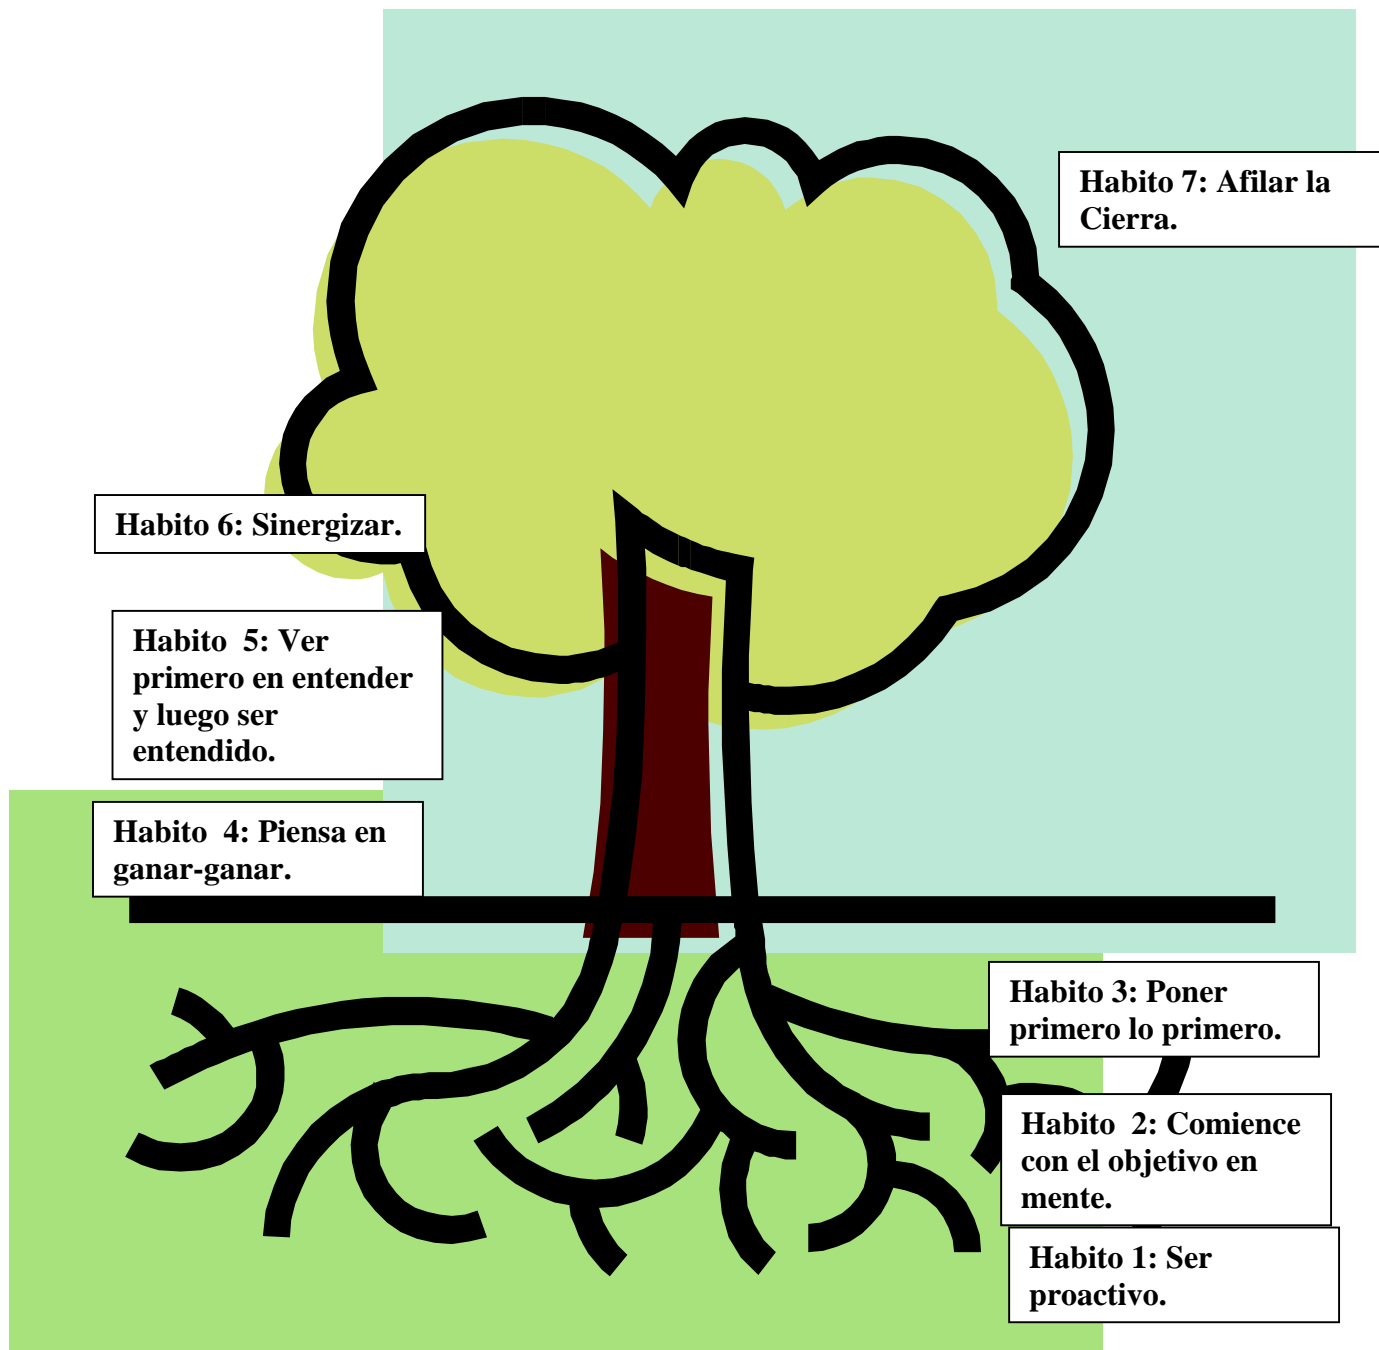 Habito 7: Afilar la
Cierra.
Habito 6: Sinergizar.
Habito  5: Ver
primero en entender
y luego ser
entendido.
Habito  4: Piensa en
ganar-ganar.
Habito 3: Poner
primero lo primero.
Habito  2: Comience
con el objetivo en
mente.
Habito 1: Ser
proactivo.